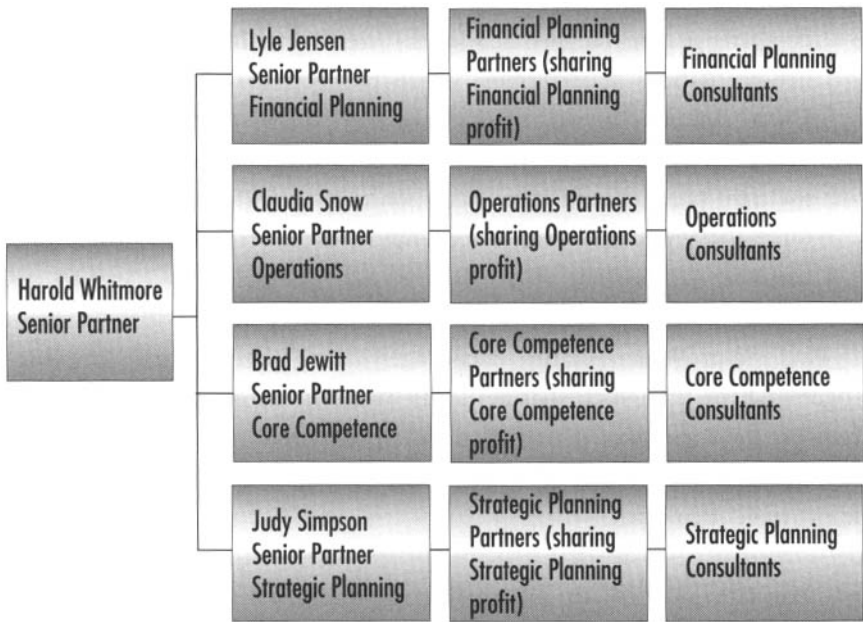 Harold Whitmore
Senior Partner
Lyle Jensen
Senior Partner
Financial Planning
Financial Planning
Partners (sharing
Financial Planning
profit)
Financial Planning
Consultants
Claudia Snow
Senior Partner
Operations
Operations Partners
(sharing Operations
profit)
Operations
Consultants
Brad Jewitt
Senior Partner
Core Competence
Core Competence
Partners (sharing
Core Competence
profit)
Core Competence
Consultants
Judy Simpson
Senior Partner
Strategic Planning
Strategic Planning
Partners (sharing
Strategic Planning
profit)
Strategic Planning
Consultants